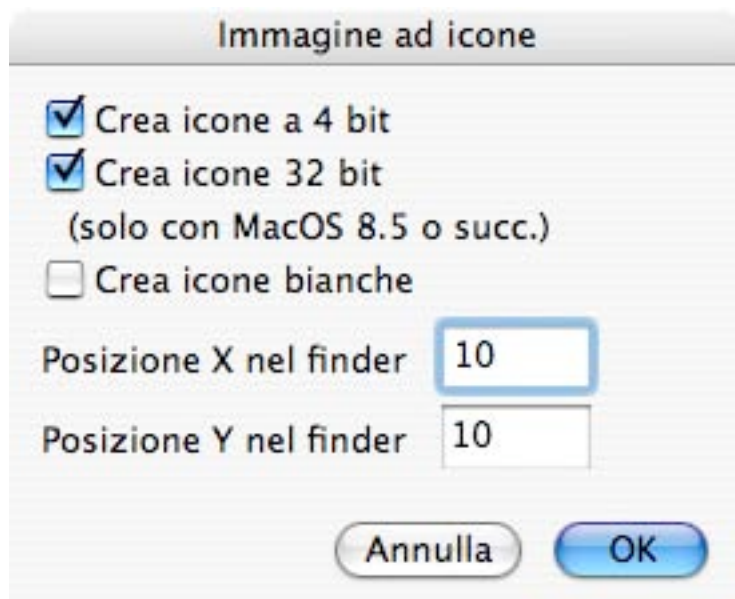 Immagine ad icone
Crea icone a 4 bit
Crea icone 32 bit
(solo con MacOS 8.5 o succ.)
Crea icone bianche
Posizione X nel finder 10
Posizione Y nel finder 10
Annulla OK